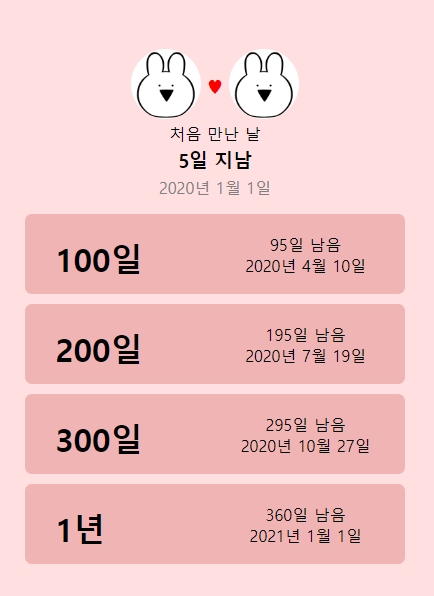 처음 만난 날
5일 지남
2020년 1월 1일
100일
95일 남음
2020년 4월 10일
200일
195일 남음
2020년 7월 19일
300일
295일 남음
2020년 10월 27일
1년
360일 남음
2021년 1월 1일